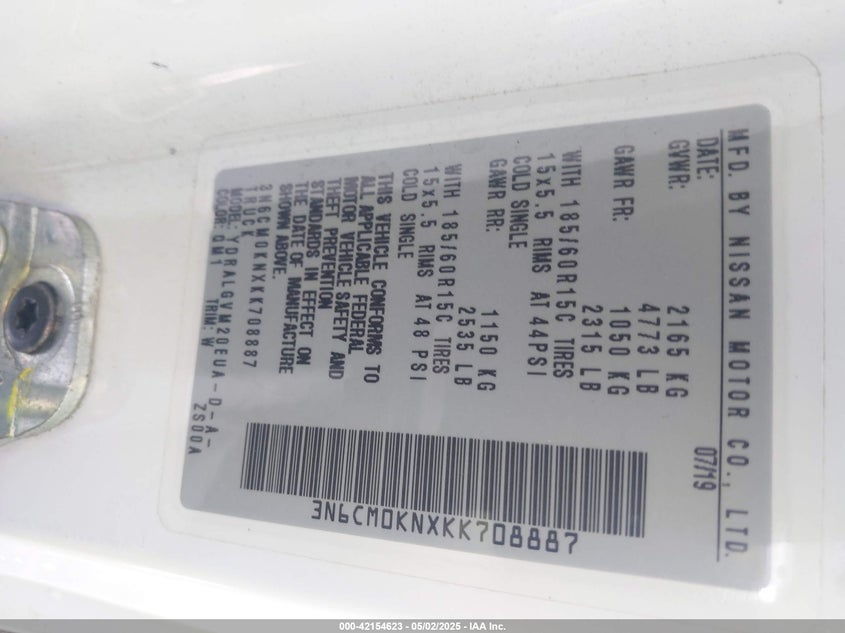 MFD. BY NISSAN MOTOR CO., LTD.
DATE: 07/19
GVWR: 2165 KG
4773 LB
GAWR FR: 1050 KG
2315 LB
WITH 185/60R15C TIRES
15x5.5 RIMS AT 44PSI
COLD SINGLE
GAWR RR: 1150 KG
2535 LB
WITH 185/60R15C TIRES
15x5.5 RIMS AT 48 PSI
COLD SINGLE
THIS VEHICLE CONFORMS TO
ALL APPLICABLE FEDERAL
MOTOR VEHICLE SAFETY AND
THEFT PREVENTION
STANDARDS IN EFFECT ON
THE DATE OF MANUFACTURE
SHOWN ABOVE.
3N6CM0KNXKK708887
TRUCK
MODEL: YDRALGVM20EUA-D-A-
COLOR: QM1 TRIM: W ZS00A
3N6CM0KNXKK708887
000-42154623 - 05/02/2025 - IAA Inc.